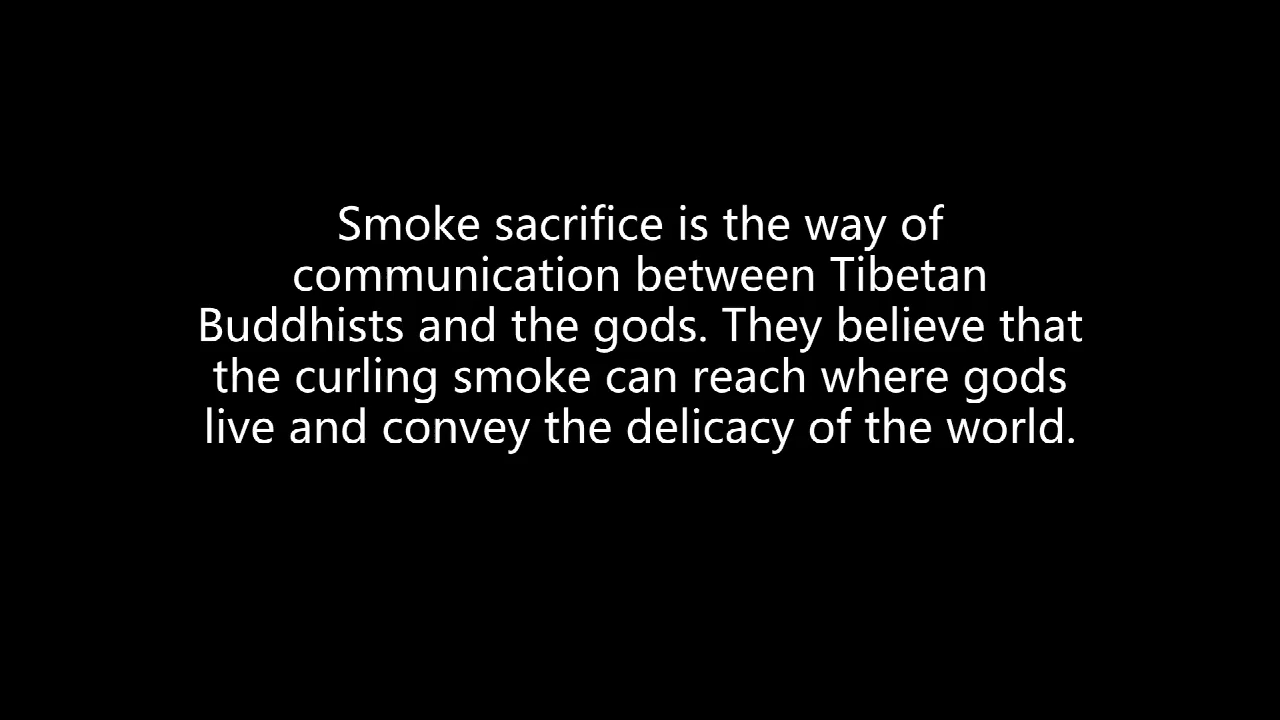 Smoke sacrifice is the way of
communication between Tibetan
Buddhists and the gods. They believe that
the curling smoke can reach where gods
live and convey the delicacy of the world.